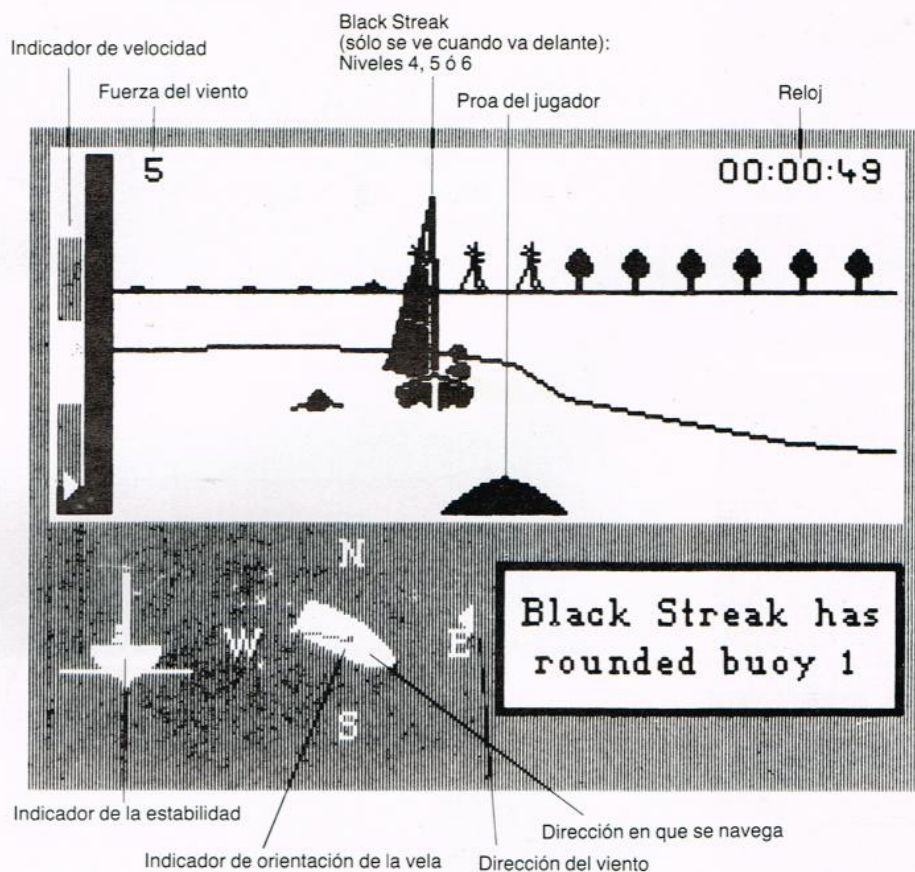 Black Streak
(sólo se ve cuando va delante):
Niveles 4, 5 ó 6
Indicador de velocidad
Fuerza del viento
Proa del jugador
Reloj
5
00:00:49
N
W
E
S
Black Streak has
rounded buoy 1
Indicador de la estabilidad
Dirección en que se navega
Indicador de orientación de la vela
Dirección del viento